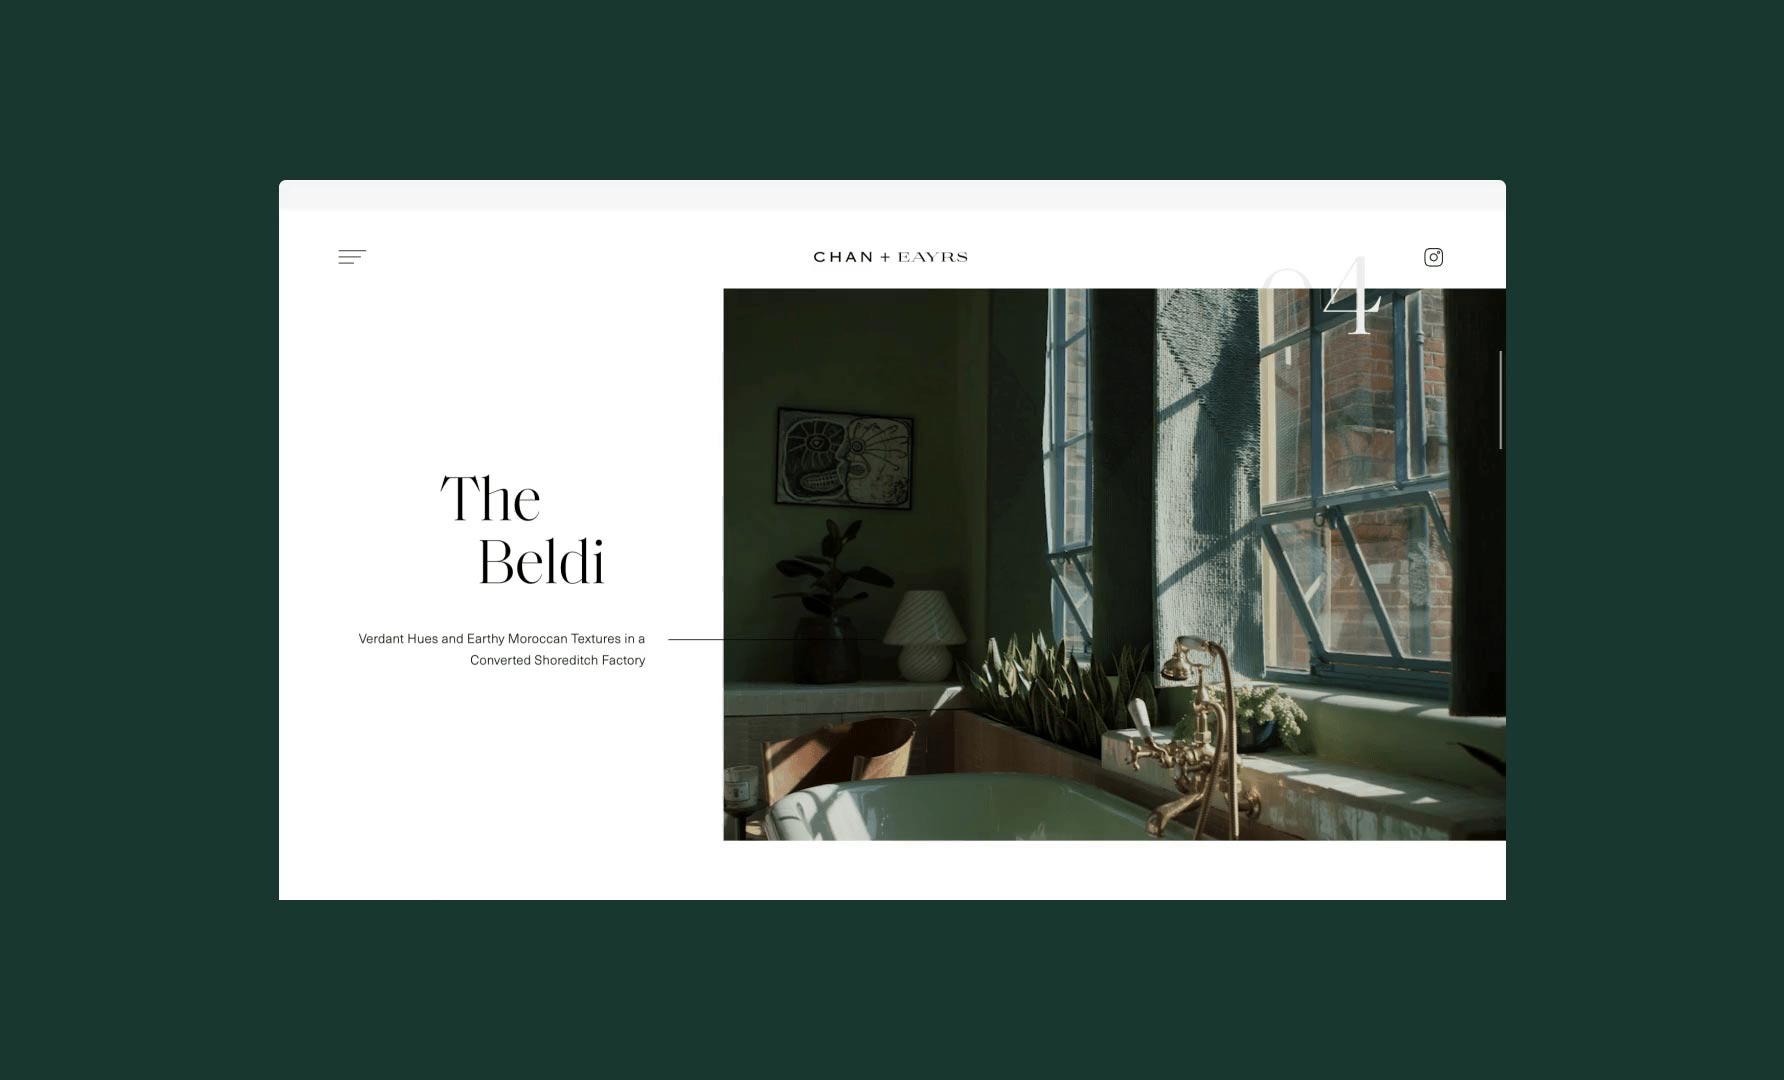 CHAN + EAYRS
04
The
Beldi
Verdant Hues and Earthy Moroccan Textures in a
Converted Shoreditch Factory